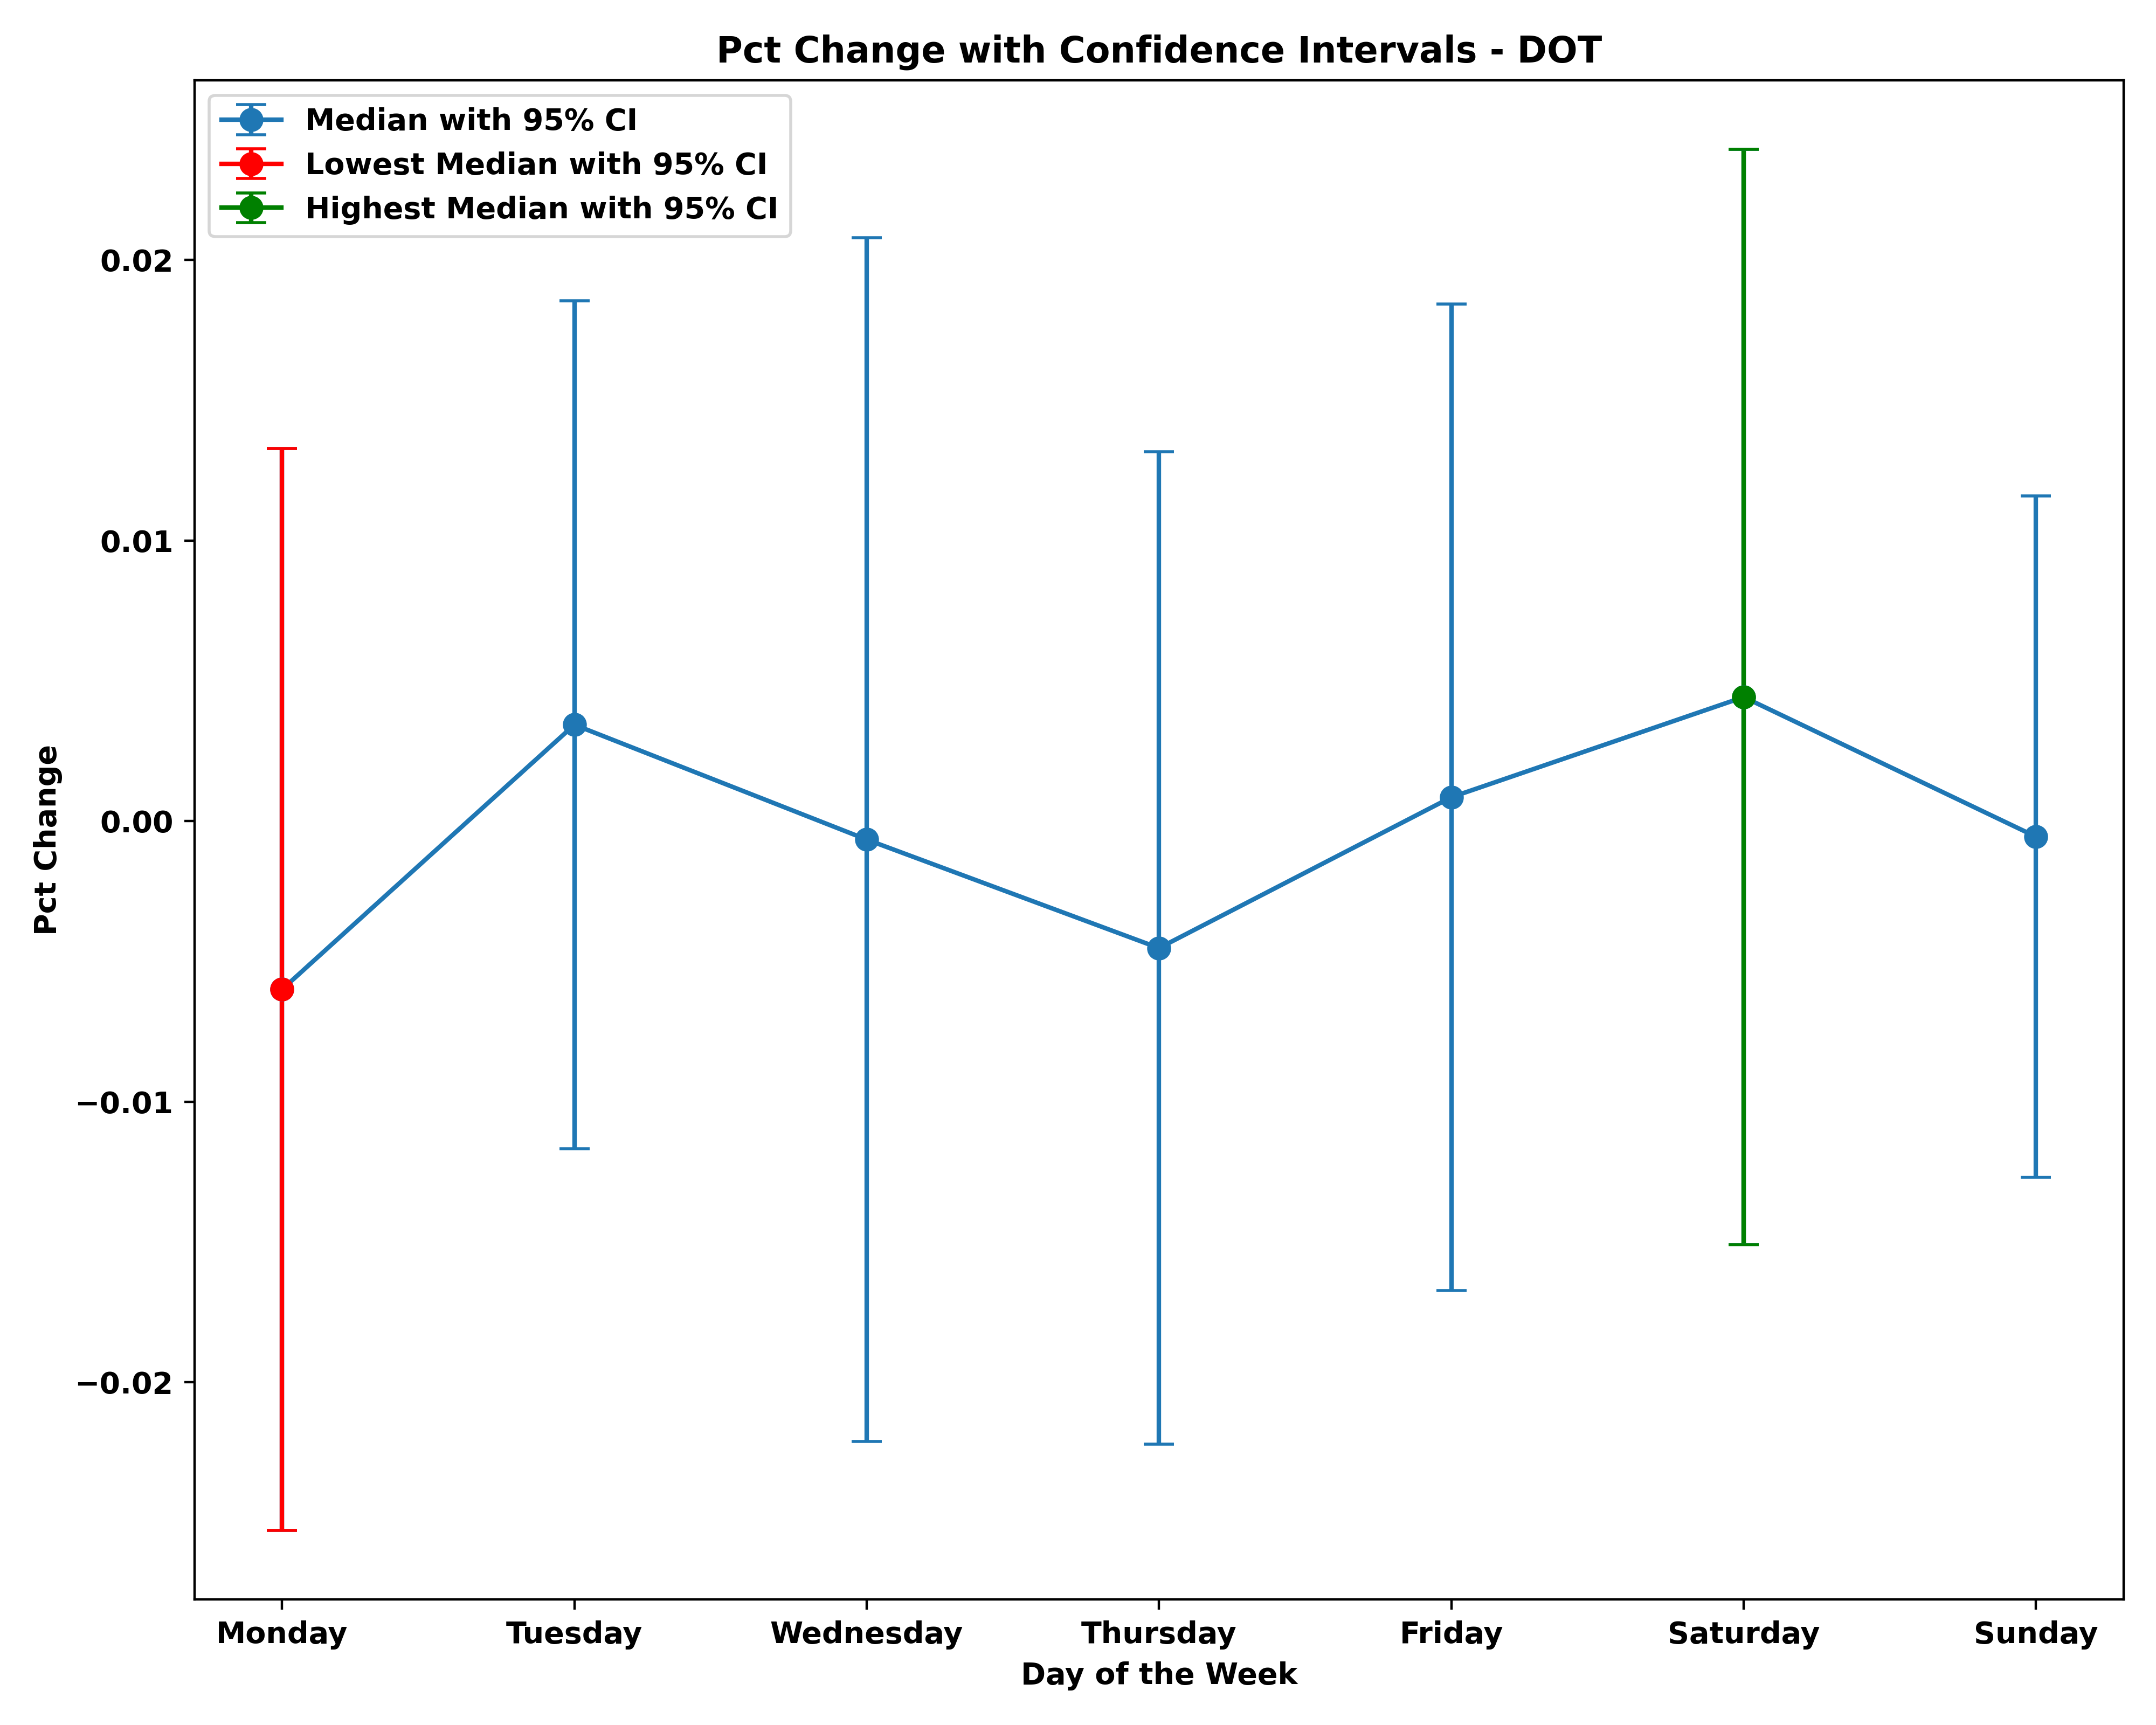 Pct Change with Confidence Intervals - DOT
Median with 95% CI
Lowest Median with 95% CI
Highest Median with 95% CI
0.02
0.01
0.00
−0.01
−0.02
Pct Change
Monday Tuesday Wednesday Thursday Friday Saturday Sunday
Day of the Week